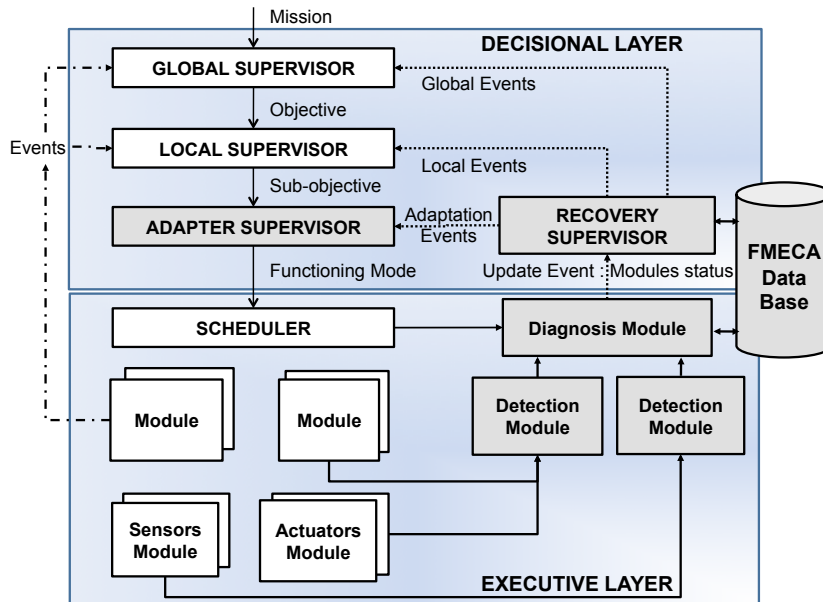 Mission
DECISIONAL LAYER
GLOBAL SUPERVISOR
Global Events
Objective
Events
LOCAL SUPERVISOR
Local Events
Sub-objective
ADAPTER SUPERVISOR
Adaptation
Events
RECOVERY
SUPERVISOR
FMECA
Data
Base
Functioning Mode
Update Event : Modules status
SCHEDULER
Diagnosis Module
Module
Module
Detection
Module
Detection
Module
Sensors
Module
Actuators
Module
EXECUTIVE LAYER